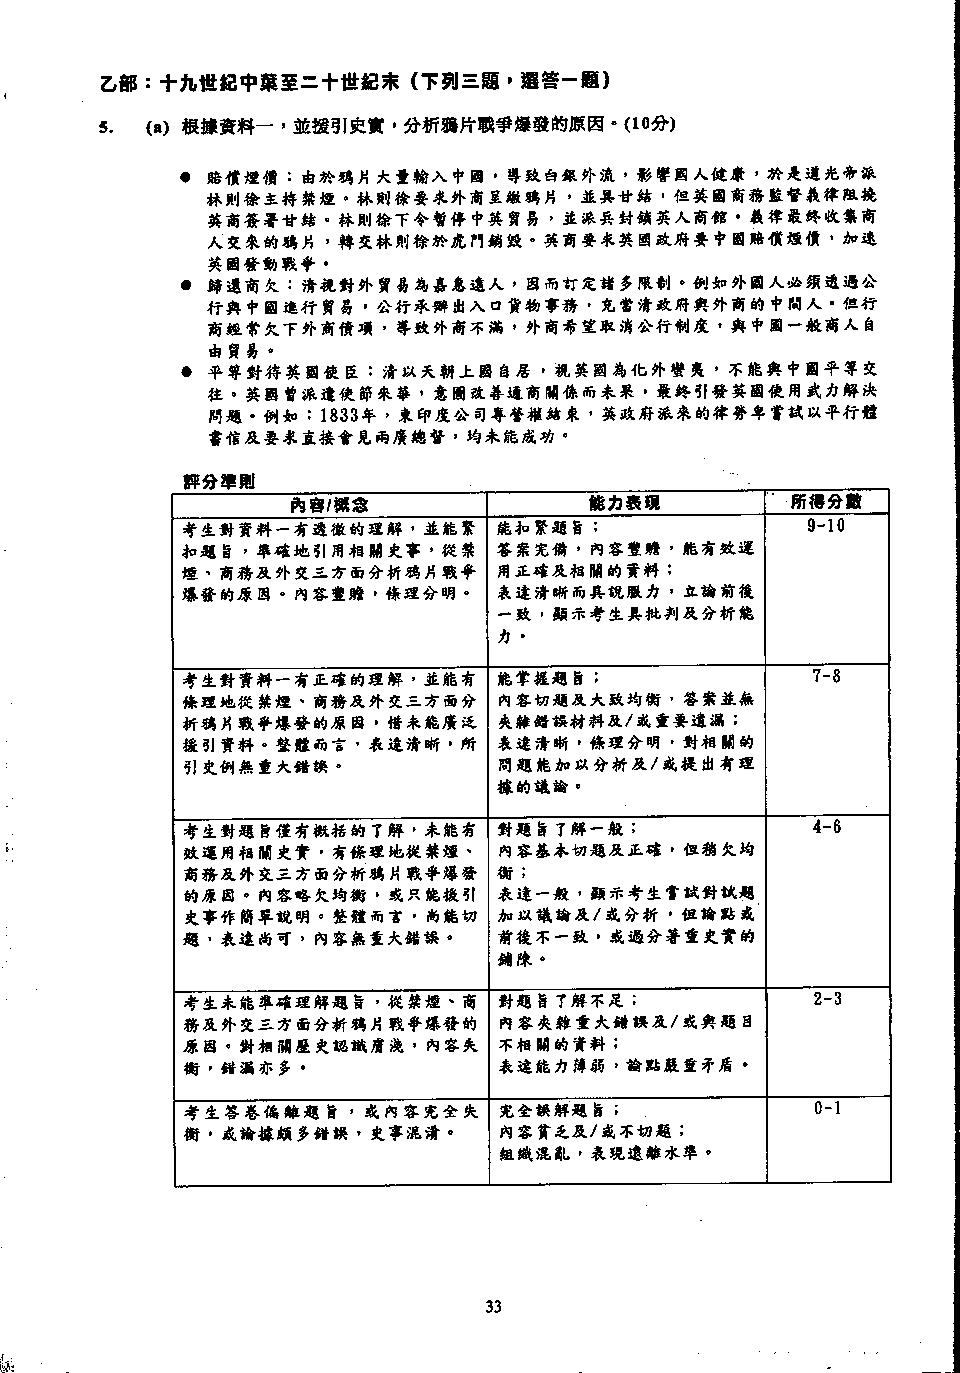 乙部：十九世紀中葉至二十世紀末（下列三題，選答一題）
5. (a) 根據資料一，並援引史實，分析鴉片戰爭爆發的原因。(10分)
● 賠償煙價：由於鴉片大量輸入中國，導致白銀外流，影響國人健康，於是道光帝派
林則徐主持禁煙。林則徐要求外商呈繳鴉片，並具甘結，但英國商務監督義律阻撓
英商簽署甘結。林則徐下令暫停中英貿易，並派兵封鎖英人商館。義律最終收集商
人交來的鴉片，轉交林則徐於虎門銷毀。英商要求英國政府要中國賠償煙價，加速
英國發動戰爭。
● 歸還商欠：清視對外貿易為嘉惠遠人，因而訂定諸多限制。例如外國人必須透過公
行與中國進行貿易，公行承辦出入口貨物事務，充當清政府與外商的中間人。但行
商經常欠下外商債項，導致外商不滿，外商希望取消公行制度，與中國一般商人自
由貿易。
● 平等對待英國使臣：清以天朝上國自居，視英國為化外蠻夷，不能與中國平等交
往。英國曾派遣使節來華，意圖改善通商關係而未果，最終引發英國使用武力解決
問題。例如：1833年，東印度公司專營權結束，英政府派來的律勞卑嘗試以平行體
書信及要求直接會見兩廣總督，均未能成功。
評分準則
內容/概念 能力表現 所得分數
考生對資料一有透徹的理解，並能緊
扣題旨，準確地引用相關史事，從禁
煙、商務及外交三方面分析鴉片戰爭
爆發的原因。內容豐贍，條理分明。
能扣緊題旨；
答案完備，內容豐贍，能有效運
用正確及相關的資料；
表達清晰而具說服力，立論前後
一致，顯示考生具批判及分析能
力。
9-10
考生對資料一有正確的理解，並能有
條理地從禁煙、商務及外交三方面分
析鴉片戰爭爆發的原因，惜未能廣泛
援引資料。整體而言，表達清晰，所
引史例無重大錯誤。
能掌握題旨；
內容切題及大致均衡，答案並無
夾雜錯誤材料及/或重要遺漏；
表達清晰，條理分明，對相關的
問題能加以分析及/或提出有理
據的議論。
7-8
考生對題旨僅有概括的了解，未能有
效運用相關史實，有條理地從禁煙、
商務及外交三方面分析鴉片戰爭爆發
的原因。內容略欠均衡，或只能援引
史事作簡單說明。整體而言，尚能切
題，表達尚可，內容無重大錯誤。
對題旨了解一般；
內容基本切題及正確，但稍欠均
衡；
表達一般，顯示考生嘗試對試題
加以議論及/或分析，但論點或
前後不一致，或過分著重史實的
鋪陳。
4-6
考生未能準確理解題旨，從禁煙、商
務及外交三方面分析鴉片戰爭爆發的
原因。對相關歷史認識膚淺，內容失
衡，錯漏亦多。
對題旨了解不足；
內容夾雜重大錯誤及/或與題目
不相關的資料；
表達能力薄弱，論點嚴重矛盾。
2-3
考生答卷偏離題旨，或內容完全失
衡，或論據頗多錯誤，史事混淆。
完全誤解題旨；
內容貧乏及/或不切題；
組織混亂，表現遠離水準。
0-1
33